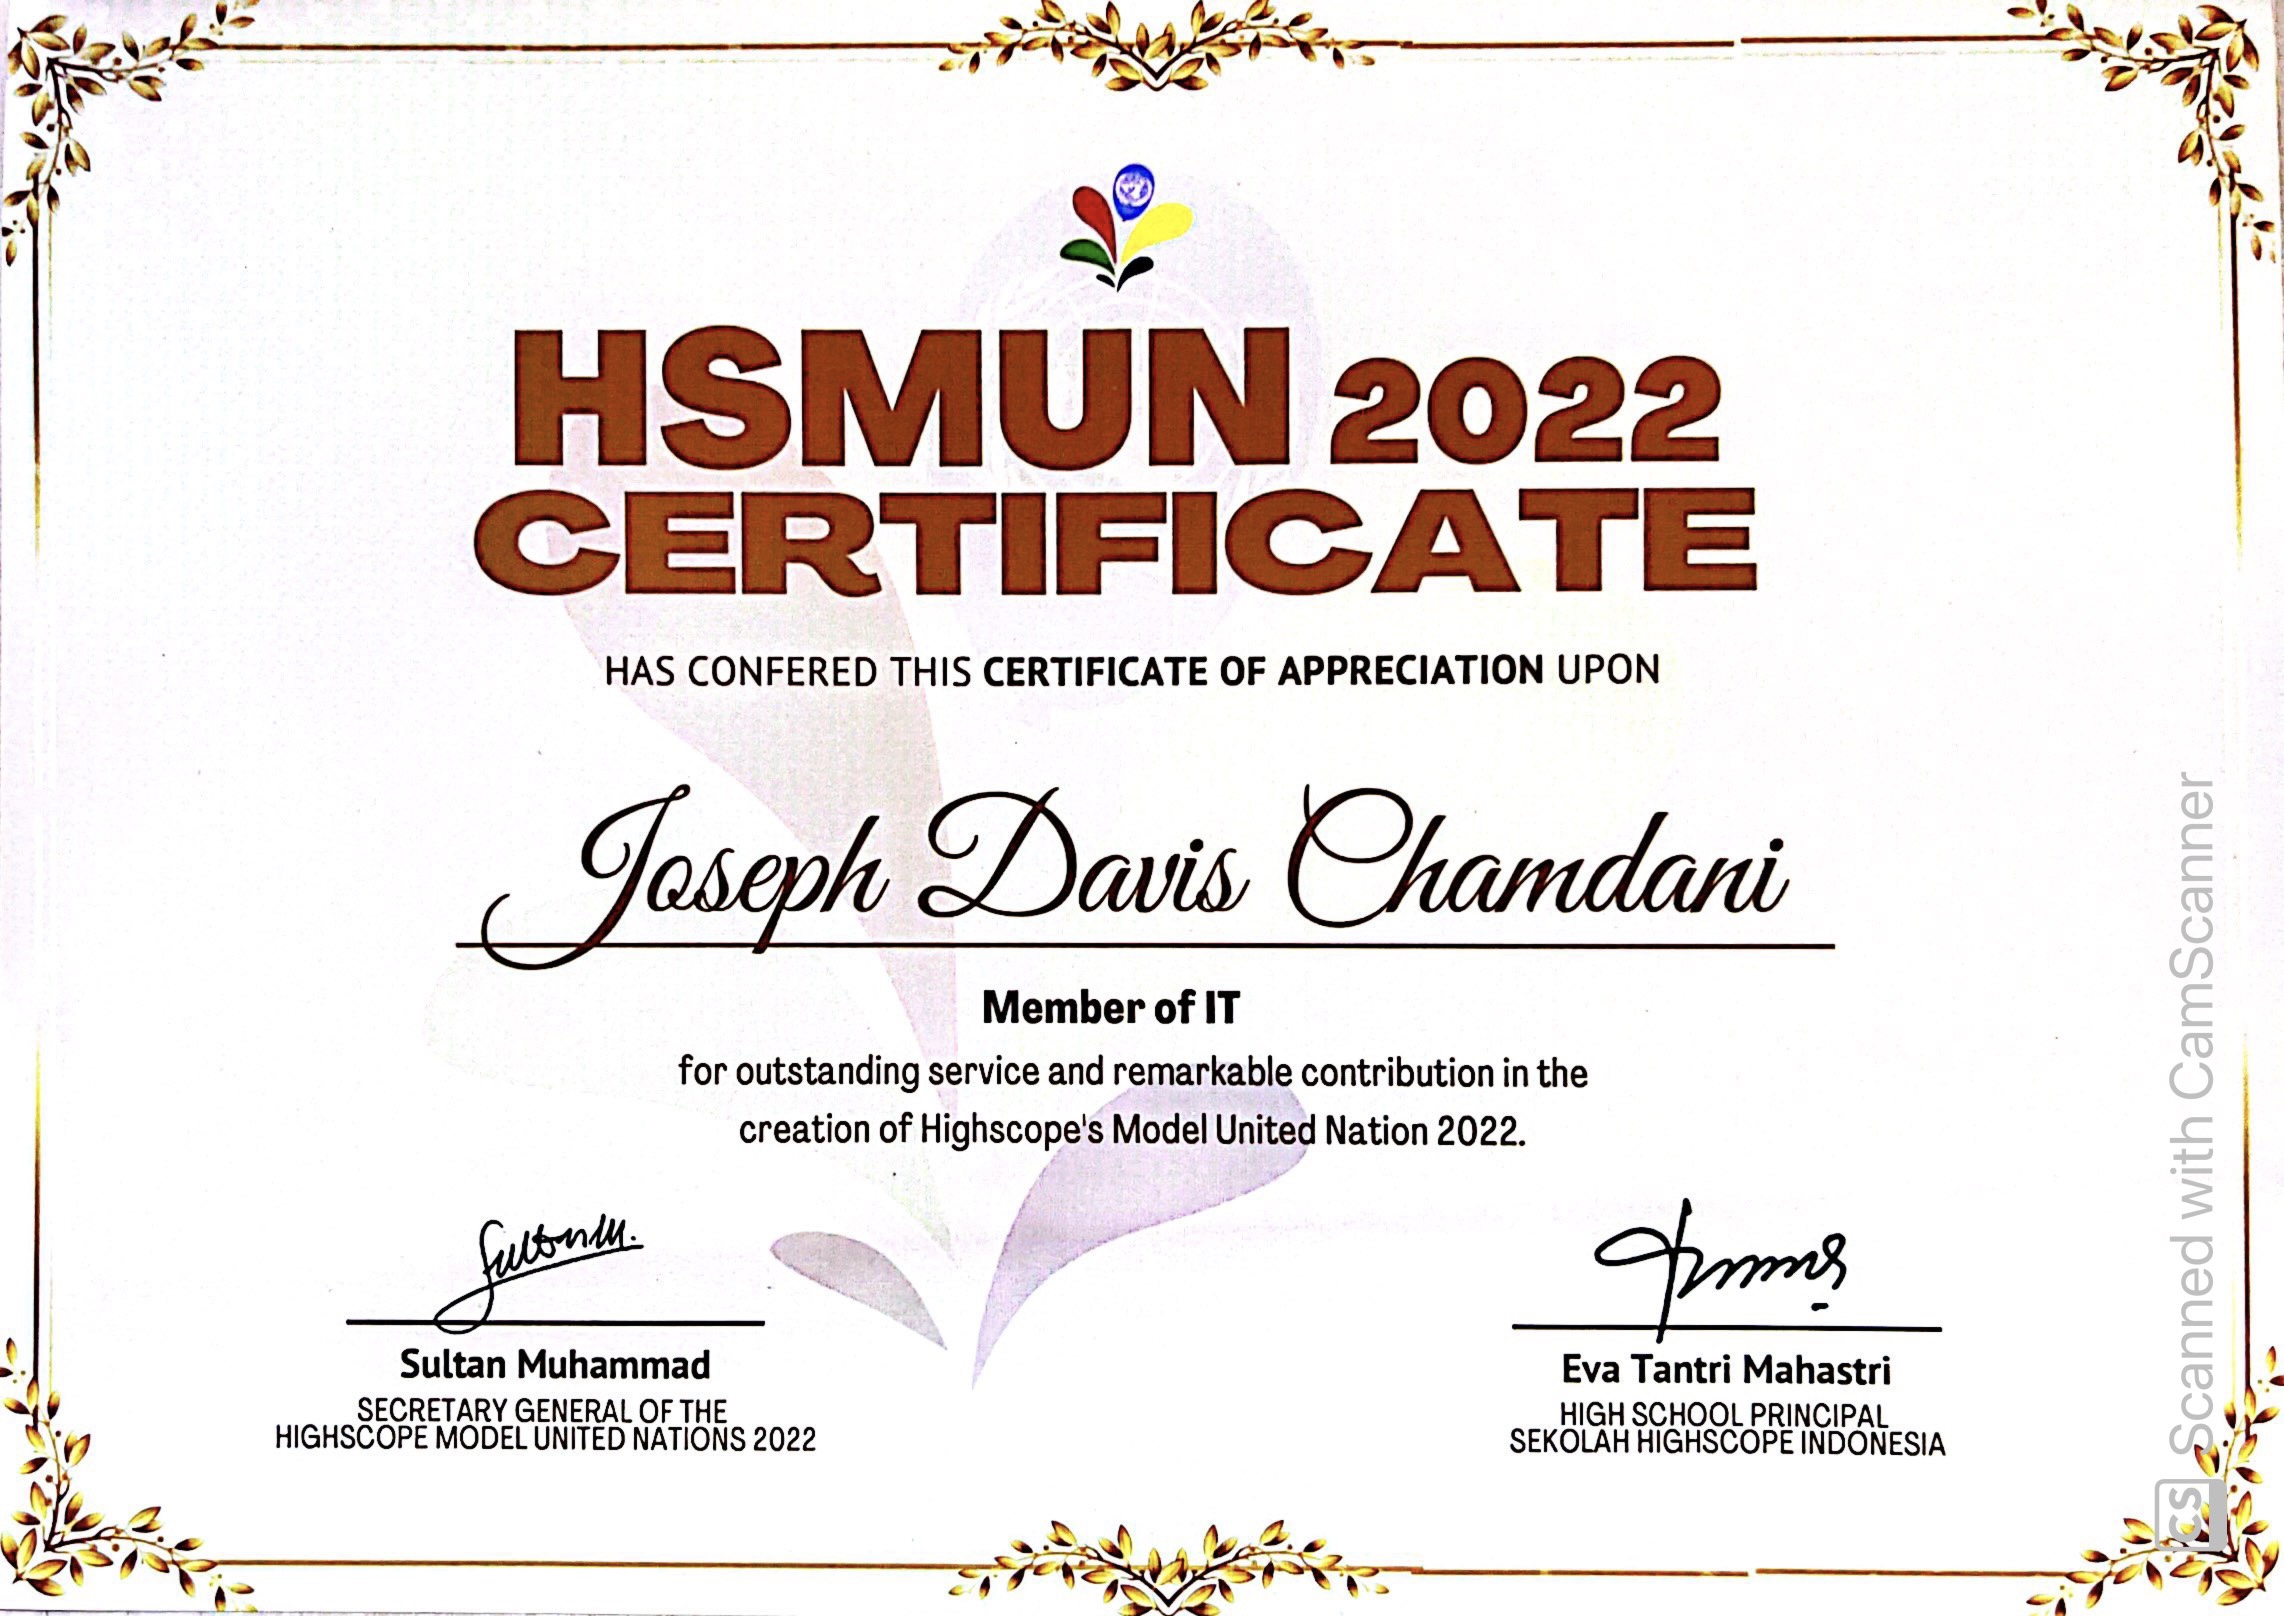 HSMUN 2022
CERTIFICATE
HAS CONFERED THIS CERTIFICATE OF APPRECIATION UPON
Joseph Davis Chamdani
Member of IT
for outstanding service and remarkable contribution in the
creation of Highscope's Model United Nation 2022.
Sultan M.
Sultan Muhammad
SECRETARY GENERAL OF THE
HIGHSCOPE MODEL UNITED NATIONS 2022
Eva Tantri Mahastri
HIGH SCHOOL PRINCIPAL
SEKOLAH HIGHSCOPE INDONESIA
CS Scanned with CamScanner